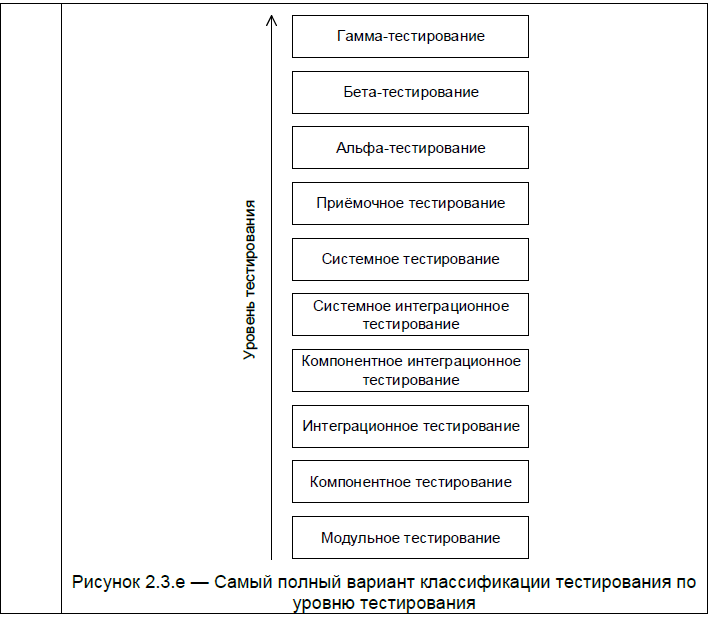 Гамма-тестирование
Бета-тестирование
Альфа-тестирование
Приёмочное тестирование
Системное тестирование
Системное интеграционное
тестирование
Компонентное интеграционное
тестирование
Интеграционное тестирование
Компонентное тестирование
Модульное тестирование
Уровень тестирования
Рисунок 2.3.e — Самый полный вариант классификации тестирования по
уровню тестирования